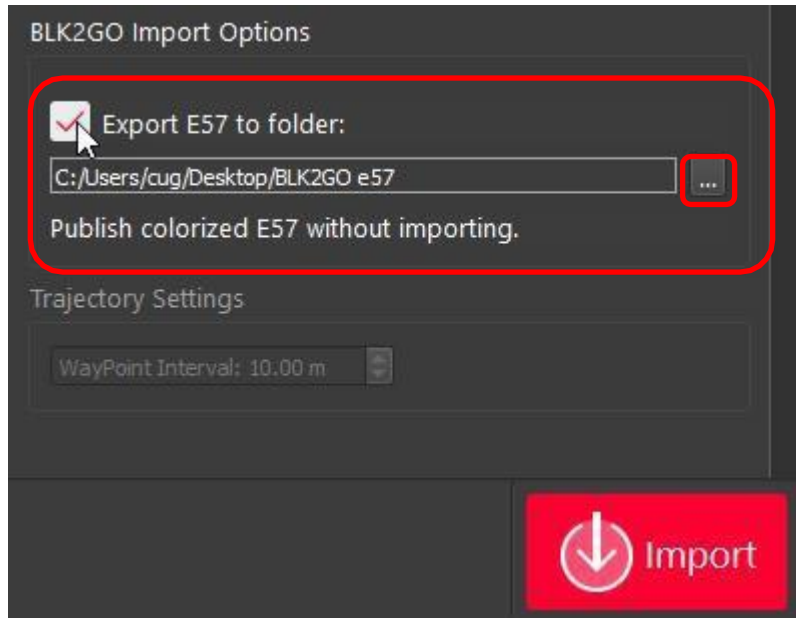 BLK2GO Import Options
Export E57 to folder:
C:/Users/cug/Desktop/BLK2GO e57
...
Publish colorized E57 without importing.
Trajectory Settings
WayPoint Interval: 10.00 m
Import